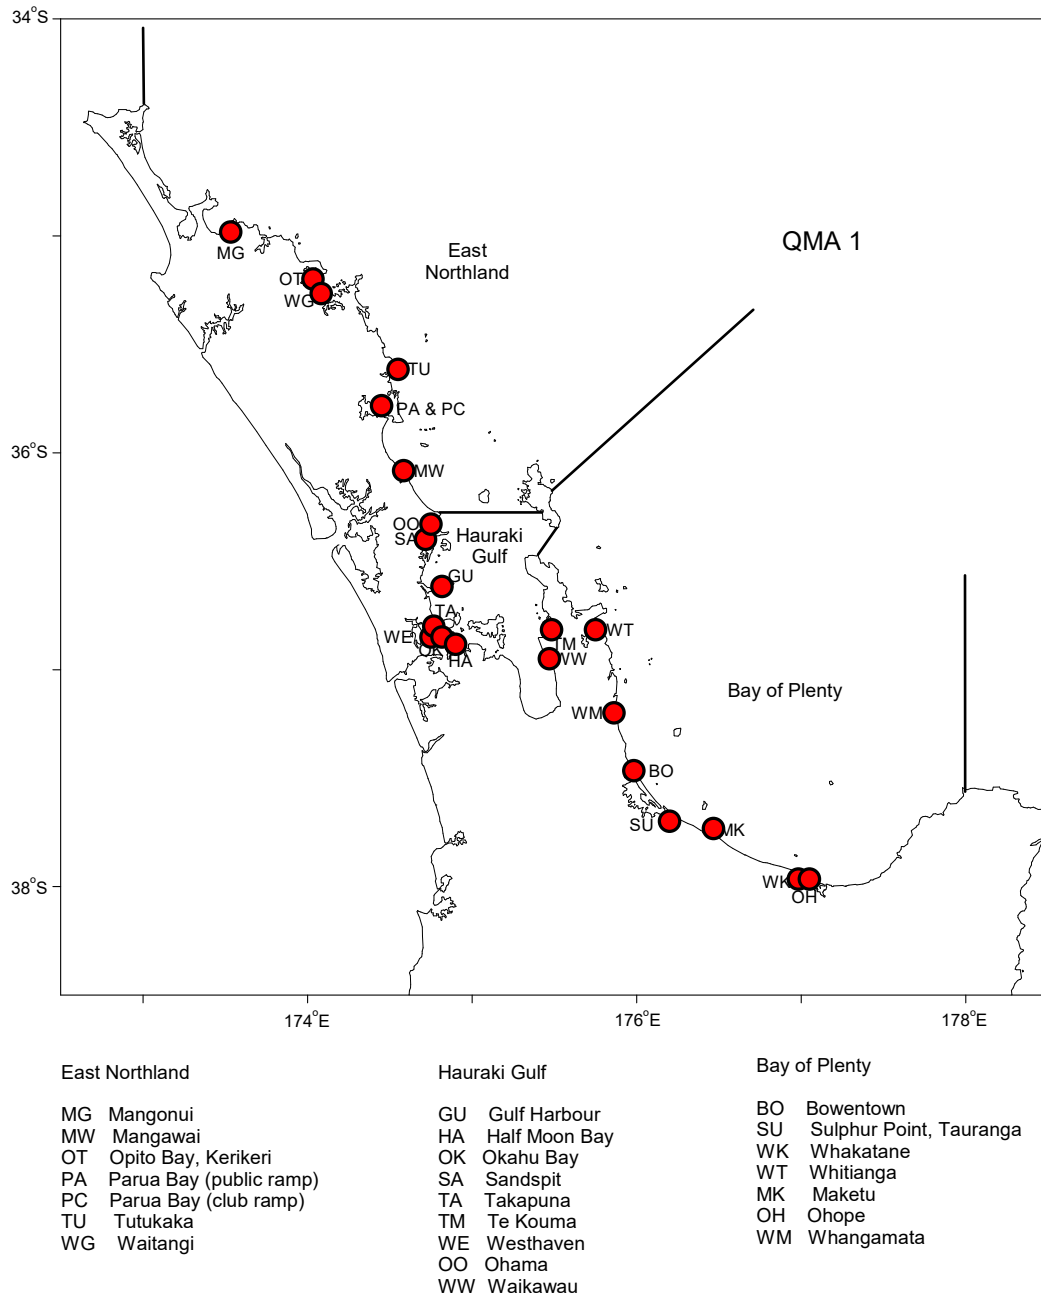 34°S
QMA 1
East
Northland
MG
OT
WG
TU
PA & PC
36°S
MW
OO
SA
Hauraki
Gulf
GU
TA
WE
OK
HA
TM
WT
WW
Bay of Plenty
WM
BO
SU
MK
38°S
WK
OH
174°E
176°E
178°E
East Northland
MG Mangonui
MW Mangawai
OT Opito Bay, Kerikeri
PA Parua Bay (public ramp)
PC Parua Bay (club ramp)
TU Tutukaka
WG Waitangi
Hauraki Gulf
GU Gulf Harbour
HA Half Moon Bay
OK Okahu Bay
SA Sandspit
TA Takapuna
TM Te Kouma
WE Westhaven
OO Ohama
WW Waikawau
Bay of Plenty
BO Bowentown
SU Sulphur Point, Tauranga
WK Whakatane
WT Whitianga
MK Maketu
OH Ohope
WM Whangamata